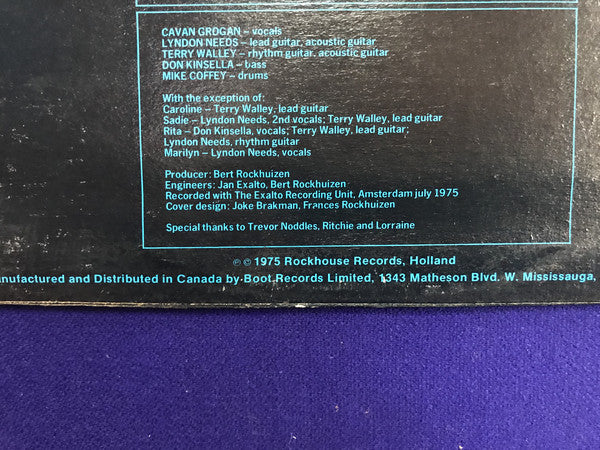 CAVAN GROGAN – vocals
LYNDON NEEDS – lead guitar, acoustic guitar
TERRY WALLEY – rhythm guitar, acoustic guitar
DON KINSELLA – bass
MIKE COFFEY – drums
With the exception of:
Caroline – Terry Walley, lead guitar
Sadie – Lyndon Needs, 2nd vocals; Terry Walley, lead guitar
Rita – Don Kinsella, vocals; Terry Walley, lead guitar;
Lyndon Needs, rhythm guitar
Marilyn – Lyndon Needs, vocals
Producer: Bert Rockhuizen
Engineers: Jan Exalto, Bert Rockhuizen
Recorded with The Exalto Recording Unit, Amsterdam july 1975
Cover design: Joke Brakman, Frances Rockhuizen
Special thanks to Trevor Noddles, Ritchie and Lorraine
℗ © 1975 Rockhouse Records, Holland
anufactured and Distributed in Canada by Boot Records Limited, 1343 Matheson Blvd. W. Mississauga,